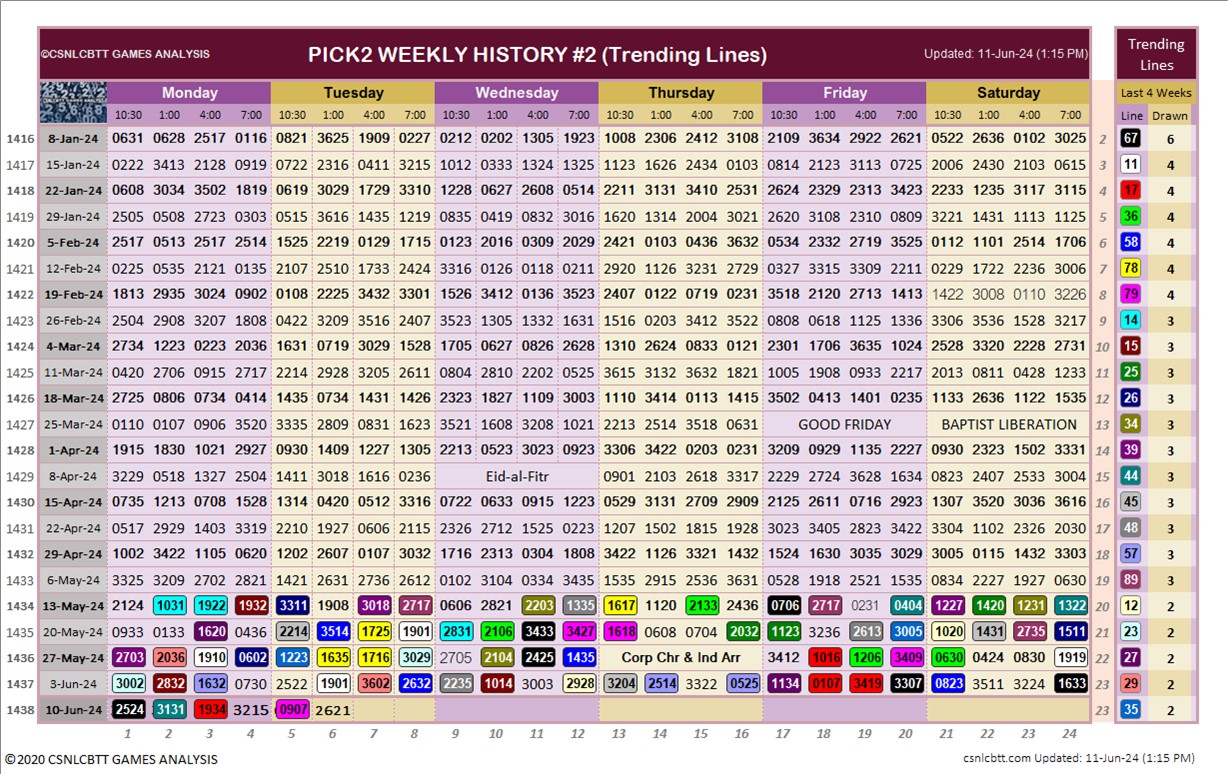 ©CSNLCBTT GAMES ANALYSIS PICK2 WEEKLY HISTORY #2 (Trending Lines) Updated: 11-Jun-24 (1:15 PM) Trending Lines
Monday Tuesday Wednesday Thursday Friday Saturday Last 4 Weeks
10:30 1:00 4:00 7:00 10:30 1:00 4:00 7:00 10:30 1:00 4:00 7:00 10:30 1:00 4:00 7:00 10:30 1:00 4:00 7:00 10:30 1:00 4:00 7:00 Line Drawn
1416 8-Jan-24 0631 0628 2517 0116 0821 3625 1909 0227 0212 0202 1305 1923 1008 2306 2412 3108 2109 3634 2922 2621 0522 2636 0102 3025 2 67 6
1417 15-Jan-24 0222 3413 2128 0919 0722 2316 0411 3215 1012 0333 1324 1325 1123 1626 2434 0103 0814 2123 3113 0725 2006 2430 2103 0615 3 11 4
1418 22-Jan-24 0608 3034 3502 1819 0619 3029 1729 3310 1228 0627 2608 0514 2211 3131 3410 2531 2624 2329 2313 3423 2233 1235 3117 3115 4 17 4
1419 29-Jan-24 2505 0508 2723 0303 0515 3616 1435 1219 0835 0419 0832 3016 1620 1314 2004 3021 2620 3108 2310 0809 3221 1431 1113 1125 5 36 4
1420 5-Feb-24 2517 0513 2517 2514 1525 2219 0129 1715 0123 2016 0309 2029 2421 0103 0436 3632 0534 2332 2719 3525 0112 1101 2514 1706 6 58 4
1421 12-Feb-24 0225 0535 2121 0135 2107 2510 1733 2424 3316 0126 0118 0211 2920 1126 3231 2729 0327 3315 3309 2211 0229 1722 2236 3006 7 78 4
1422 19-Feb-24 1813 2935 3024 0902 0108 2225 3432 3301 1526 3412 0136 3523 2407 0122 0719 0231 3518 2120 2713 1413 1422 3008 0110 3226 8 79 4
1423 26-Feb-24 2504 2908 3207 1808 0422 3209 3516 2407 3523 1305 1332 1631 1516 0203 3412 3522 0808 0618 1125 1336 3306 3536 1528 3217 9 14 3
1424 4-Mar-24 2734 1223 0223 2036 1631 0719 3029 1528 1705 0627 0826 2628 1310 2624 0833 0121 2301 1706 3635 1024 2528 3320 2228 2731 10 15 3
1425 11-Mar-24 0420 2706 0915 2717 2214 2928 3205 2611 0804 2810 2202 0525 3615 3132 3632 1821 1005 1908 0933 2217 2013 0811 0428 1233 11 25 3
1426 18-Mar-24 2725 0806 0734 0414 1435 0734 1431 1426 2323 1827 1109 3003 1110 3414 0113 1415 3502 0413 1401 0235 1133 2636 1122 1535 12 26 3
1427 25-Mar-24 0110 0107 0906 3520 3335 2809 0831 1623 3521 1608 3208 1021 2213 2514 3518 0631 GOOD FRIDAY BAPTIST LIBERATION 13 34 3
1428 1-Apr-24 1915 1830 1021 2927 0930 1409 1227 1305 2213 0523 3023 0923 3306 3422 0203 0231 3209 0929 1135 2227 0930 2323 1502 3331 14 39 3
1429 8-Apr-24 3229 0518 1327 2504 1411 3018 1616 0236 Eid-al-Fitr 0901 2103 2618 3317 2229 2724 3628 1634 0823 2407 2533 3004 15 44 3
1430 15-Apr-24 0735 1213 0708 1528 1314 0420 0512 3316 0722 0633 0915 1223 0529 3131 2709 2909 2125 2611 0716 2923 1307 3520 3036 3616 16 45 3
1431 22-Apr-24 0517 2929 1403 3319 2210 1927 0606 2115 2326 2712 1525 0223 1207 1502 1815 1928 3023 3405 2823 3422 3304 1102 2326 2030 17 48 3
1432 29-Apr-24 1002 3422 1105 0620 1202 2607 0107 3032 1716 2313 0304 1808 3422 1126 3321 1432 1524 1630 3035 3029 3005 0115 1432 3303 18 57 3
1433 6-May-24 3325 3209 2702 2821 1421 2631 2736 2612 0102 3104 0334 3435 1535 2915 2536 3631 0528 1918 2521 1535 0834 2227 1927 0630 19 89 3
1434 13-May-24 2124 1031 1922 1932 3311 1908 3018 2717 0606 2821 2203 1335 1617 1120 2133 2436 0706 2717 0231 0404 1227 1420 1231 1322 20 12 2
1435 20-May-24 0933 0133 1620 0436 2214 3514 1725 1901 2831 2106 3433 3427 1618 0608 0704 2032 1123 3236 2613 3005 1020 1431 2735 1511 21 23 2
1436 27-May-24 2703 2036 1910 0602 1223 1635 1716 3029 2705 2104 2425 1435 Corp Chr & Ind Arr 3412 1016 1206 3409 0630 0424 0830 1919 22 27 2
1437 3-Jun-24 3002 2832 1632 0730 2522 1901 3602 2632 2235 1014 3003 2928 3204 2514 3322 0525 1134 0107 3419 3307 0823 3511 3224 1633 23 29 2
1438 10-Jun-24 2524 3131 1934 3215 0907 2621 23 35 2
1 2 3 4 5 6 7 8 9 10 11 12 13 14 15 16 17 18 19 20 21 22 23 24
©2020 CSNLCBTT GAMES ANALYSIS csnlcbtt.com Updated: 11-Jun-24 (1:15 PM)